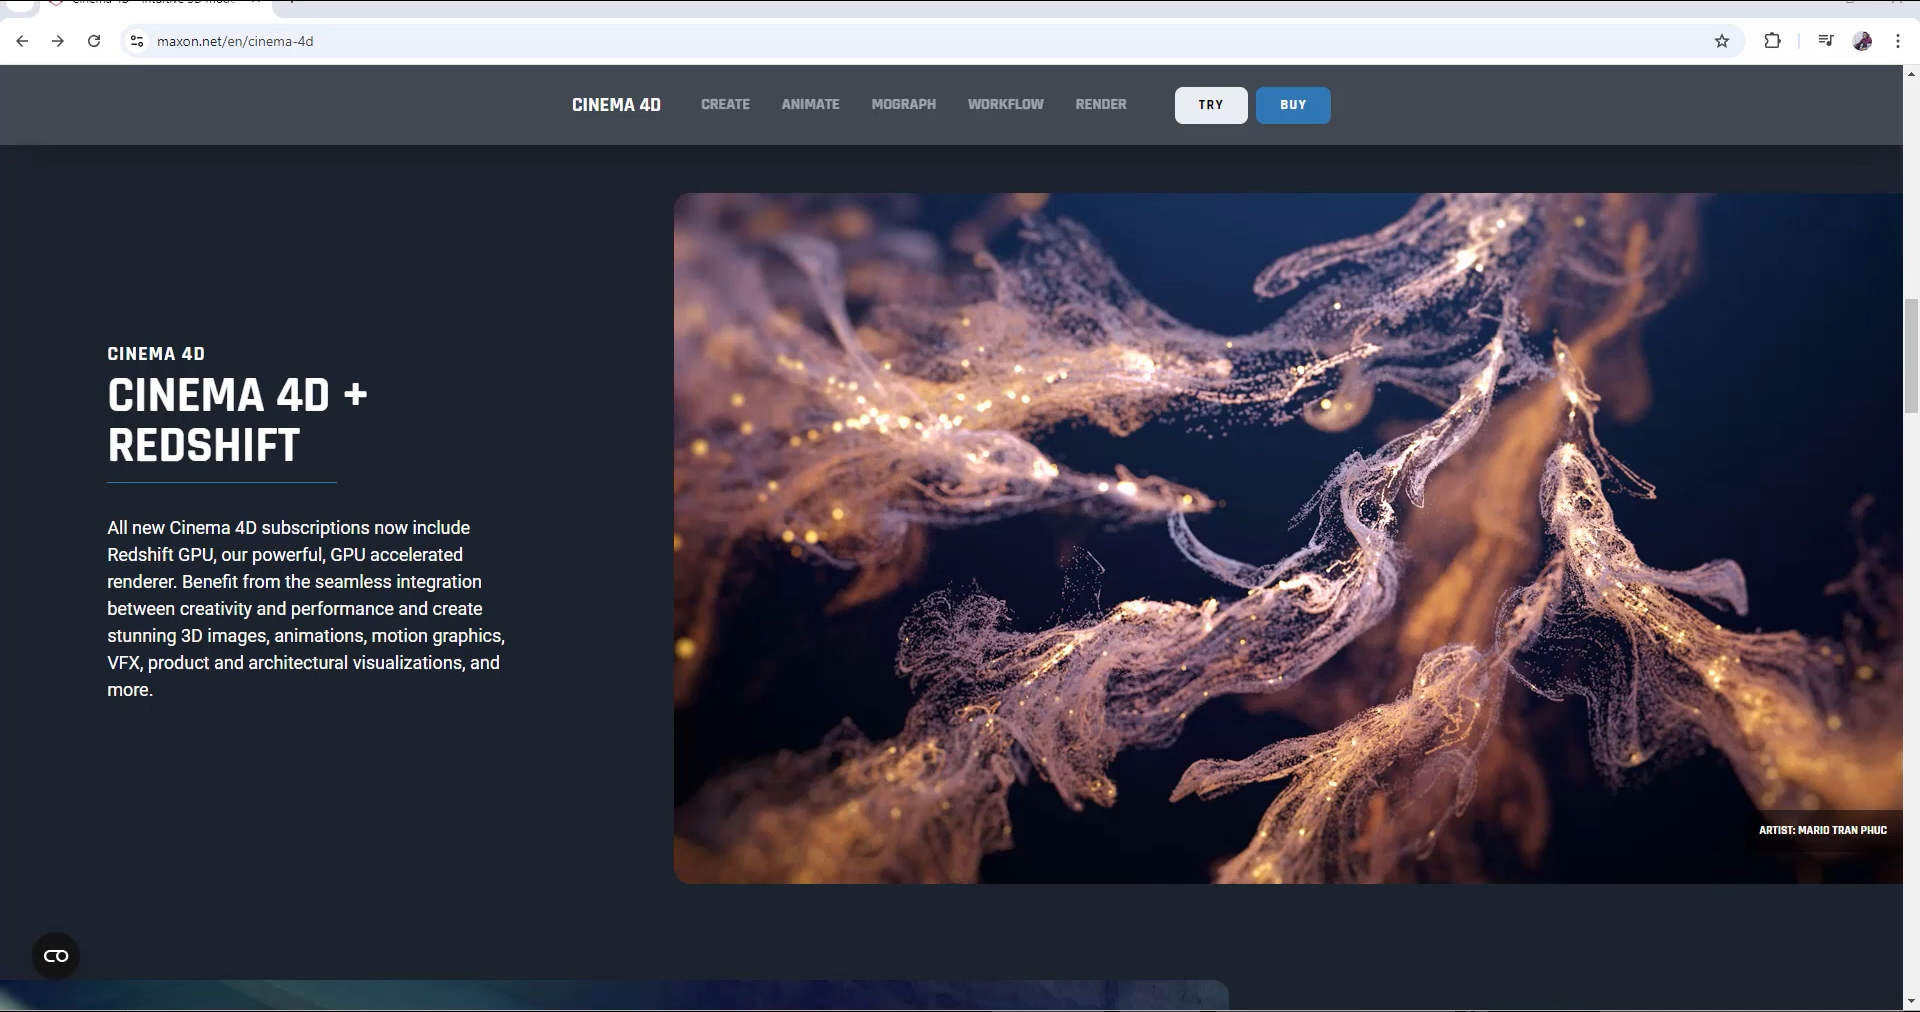 maxon.net/en/cinema-4d
CINEMA 4D CREATE ANIMATE MOGRAPH WORKFLOW RENDER TRY BUY
CINEMA 4D
CINEMA 4D +
REDSHIFT
All new Cinema 4D subscriptions now include
Redshift GPU, our powerful, GPU accelerated
renderer. Benefit from the seamless integration
between creativity and performance and create
stunning 3D images, animations, motion graphics,
VFX, product and architectural visualizations, and
more.
ARTIST: MARIO TRAN PHUC